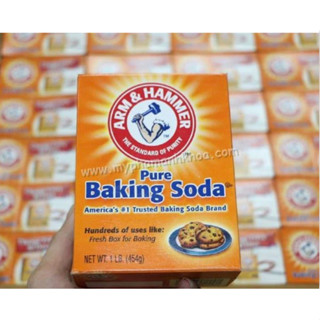 ARM & HAMMER
THE STANDARD OF PURITY
Pure
Baking Soda
America's #1 Trusted Baking Soda Brand
Hundreds of uses like:
Fresh Box for Baking
NET WT. 1 LB. (454g)